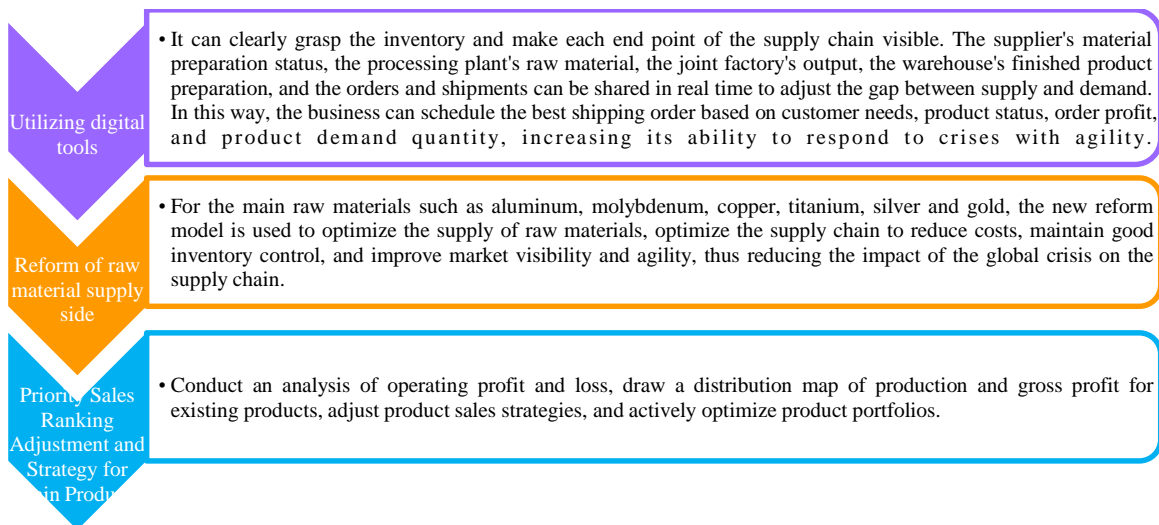 Utilizing digital
tools
• It can clearly grasp the inventory and make each end point of the supply chain visible. The supplier's material
preparation status, the processing plant's raw material, the joint factory's output, the warehouse's finished product
preparation, and the orders and shipments can be shared in real time to adjust the gap between supply and demand.
In this way, the business can schedule the best shipping order based on customer needs, product status, order profit,
and product demand quantity, increasing its ability to respond to crises with agility.
Reform of raw
material supply
side
• For the main raw materials such as aluminum, molybdenum, copper, titanium, silver and gold, the new reform
model is used to optimize the supply of raw materials, optimize the supply chain to reduce costs, maintain good
inventory control, and improve market visibility and agility, thus reducing the impact of the global crisis on the
supply chain.
Priority Sales
Ranking
Adjustment and
Strategy for
• Conduct an analysis of operating profit and loss, draw a distribution map of production and gross profit for
existing products, adjust product sales strategies, and actively optimize product portfolios.